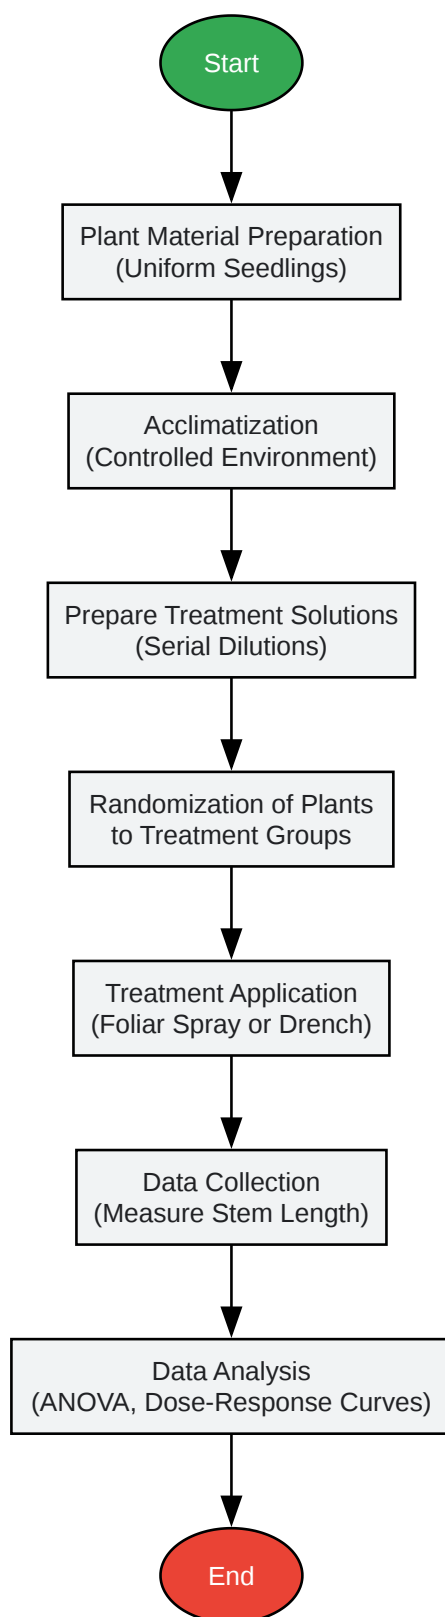 Start
Plant Material Preparation
(Uniform Seedlings)
Acclimatization
(Controlled Environment)
Prepare Treatment Solutions
(Serial Dilutions)
Randomization of Plants
to Treatment Groups
Treatment Application
(Foliar Spray or Drench)
Data Collection
(Measure Stem Length)
Data Analysis
(ANOVA, Dose-Response Curves)
End